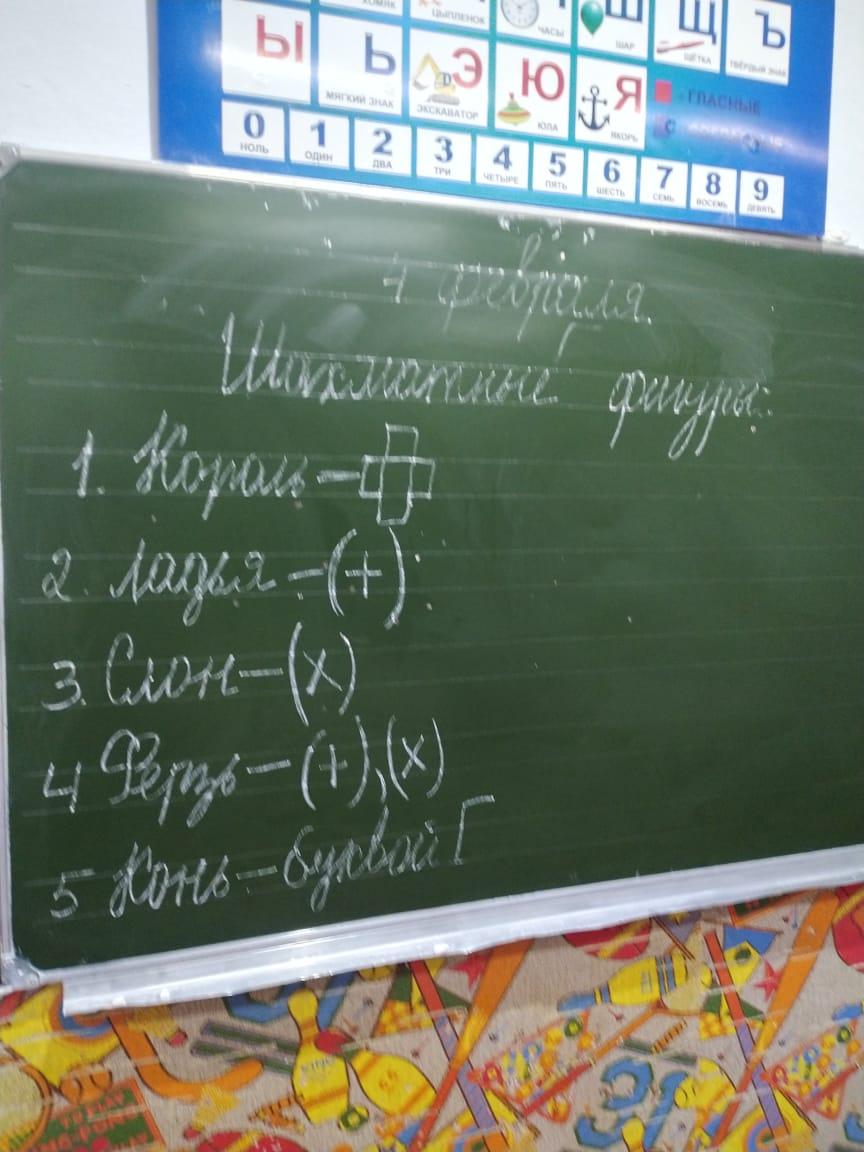 ХОМЯК ЦЫПЛЕНОК ЧАСЫ Ш ШАР Щ ЩЁТКА Ъ ТВЁРДЫЙ ЗНАК
Ы Ь МЯГКИЙ ЗНАК Э ЭКСКАВАТОР Ю ЮЛА Я ЯКОРЬ
- ГЛАСНЫЕ
0 1 2 3 4 5 6 7 8 9
НОЛЬ ОДИН ДВА ТРИ ЧЕТЫРЕ ПЯТЬ ШЕСТЬ СЕМЬ ВОСЕМЬ ДЕВЯТЬ
4 февраля
Шахматные фигуры.
1. Король –
2. Ладья – (+)
3. Слон – (х)
4 Ферзь – (+), (х)
5 Конь – буквой Г